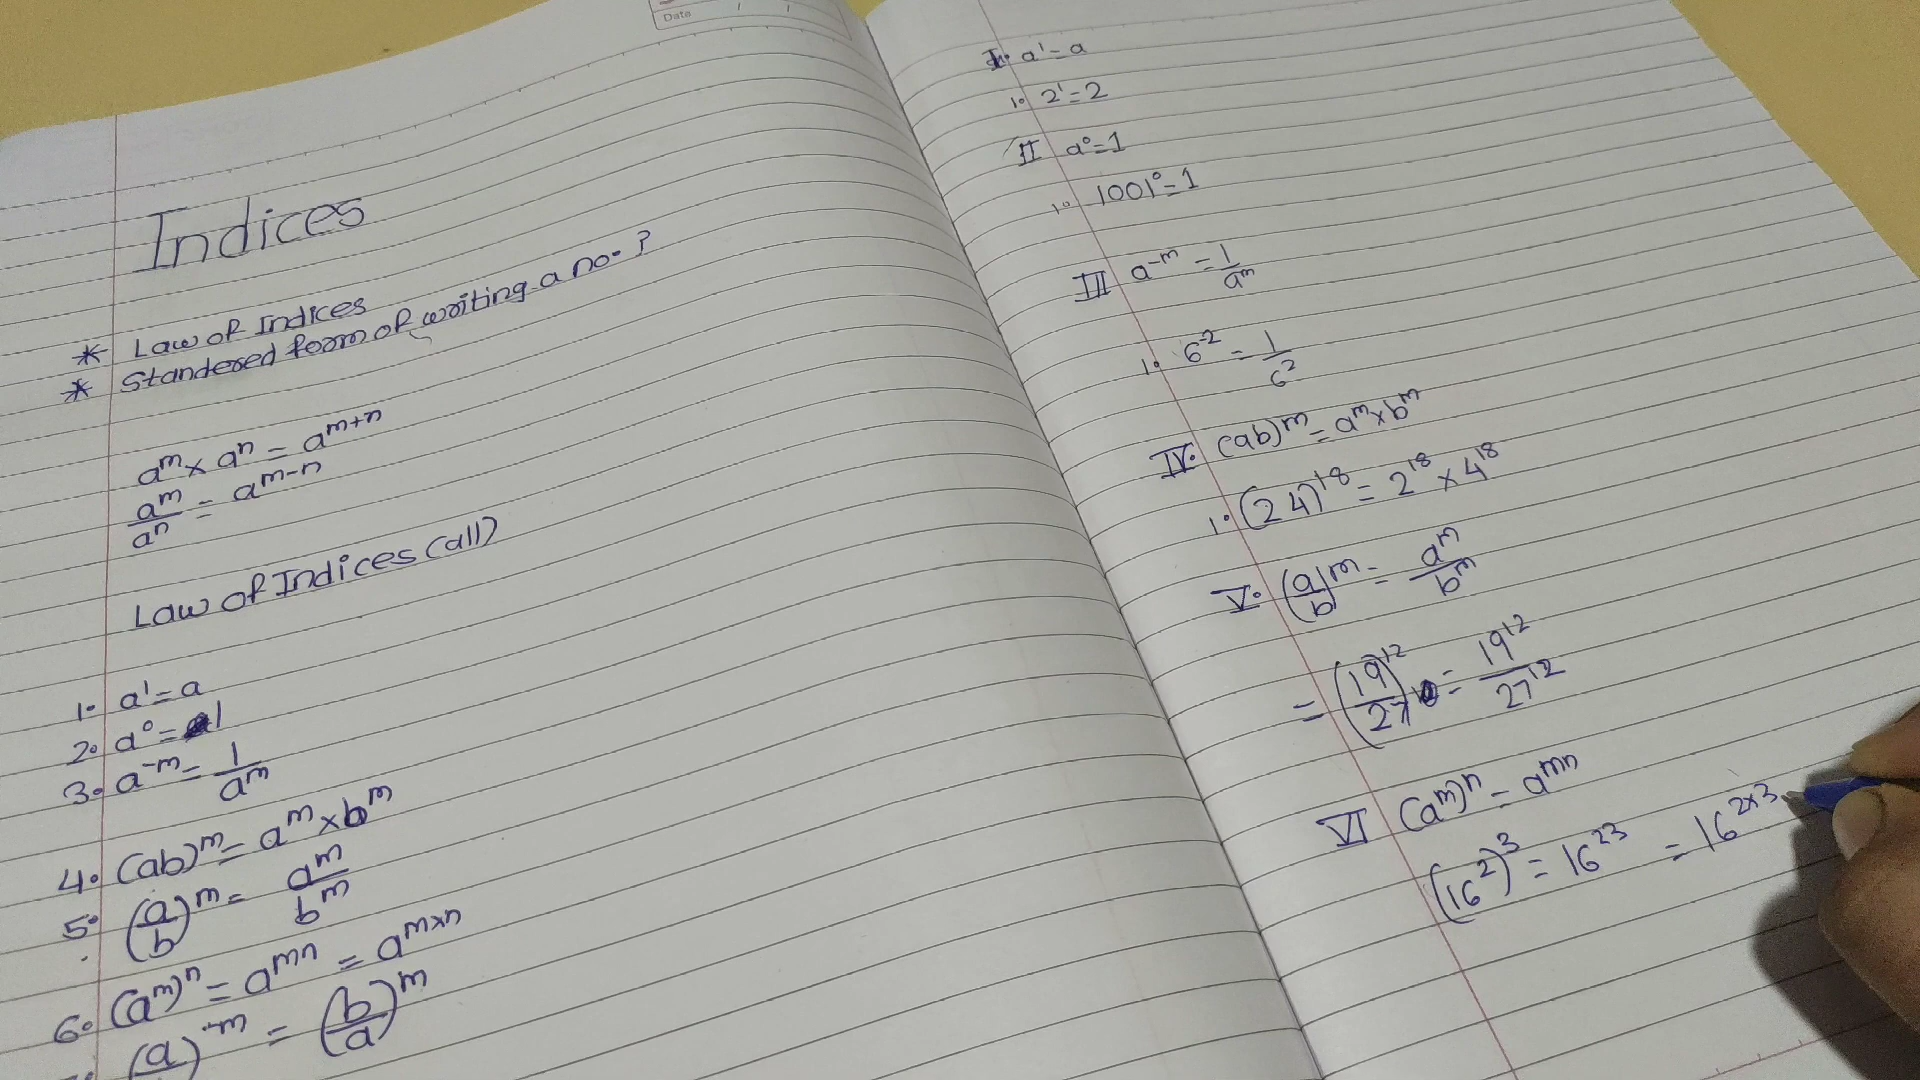 Date / /
Indices
* Law of Indices
* Standered form of writing a no. ?
a^m × a^n = a^m+n
a^m/a^n = a^m-n
Law of Indices (all)
1. a^1 = a
2. a^0 = 1
3. a^-m = 1/a^m
4. (ab)^m = a^m × b^m
5. (a/b)^m = a^m/b^m
6. (a^m)^n = a^mn = a^m×n
(a)^-m = (b/a)^m
I. a^1 = a
1. 2^1 = 2
II a^0 = 1
1. 1001^0 = 1
III a^-m = 1/a^m
1. 6^-2 = 1/6^2
IV. (ab)^m = a^m × b^m
1. (24)^18 = 2^18 × 4^18
V. (a/b)^m = a^m/b^m
= (19/27)^12 = 19^12/27^12
VI (a^m)^n = a^mn
(16^2)^3 = 16^23 = 16^2×3